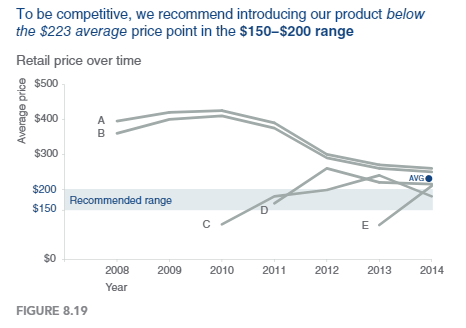 To be competitive, we recommend introducing our product below
the $223 average price point in the $150–$200 range
Retail price over time
Average price
$500
$400
$300
$200
$150
$0
A
B
C
D
E
AVG
Recommended range
2008 2009 2010 2011 2012 2013 2014
Year
FIGURE 8.19